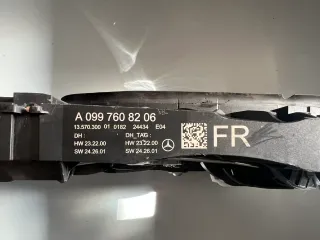 A 099 760 82 06
13.570.300 01 0182 24434 E04
DH : DH_TAG :
HW 23.22.00 HW 23.22.00
SW 24.26.01 SW 24.26.01
FR